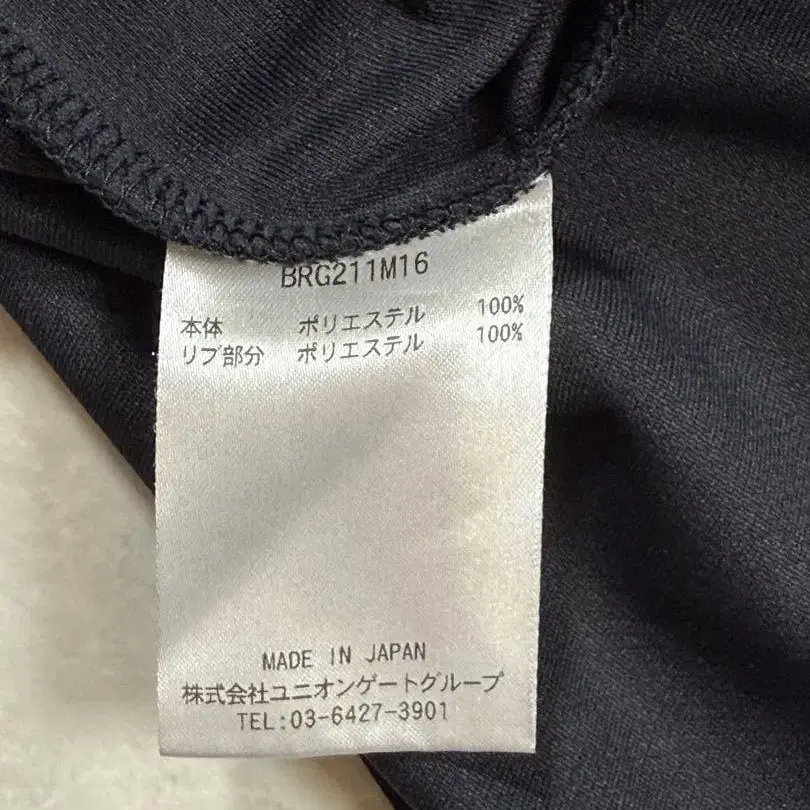 BRG211M16
本体 ポリエステル 100%
リブ部分 ポリエステル 100%
MADE IN JAPAN
株式会社ユニオンゲートグループ
TEL:03-6427-3901